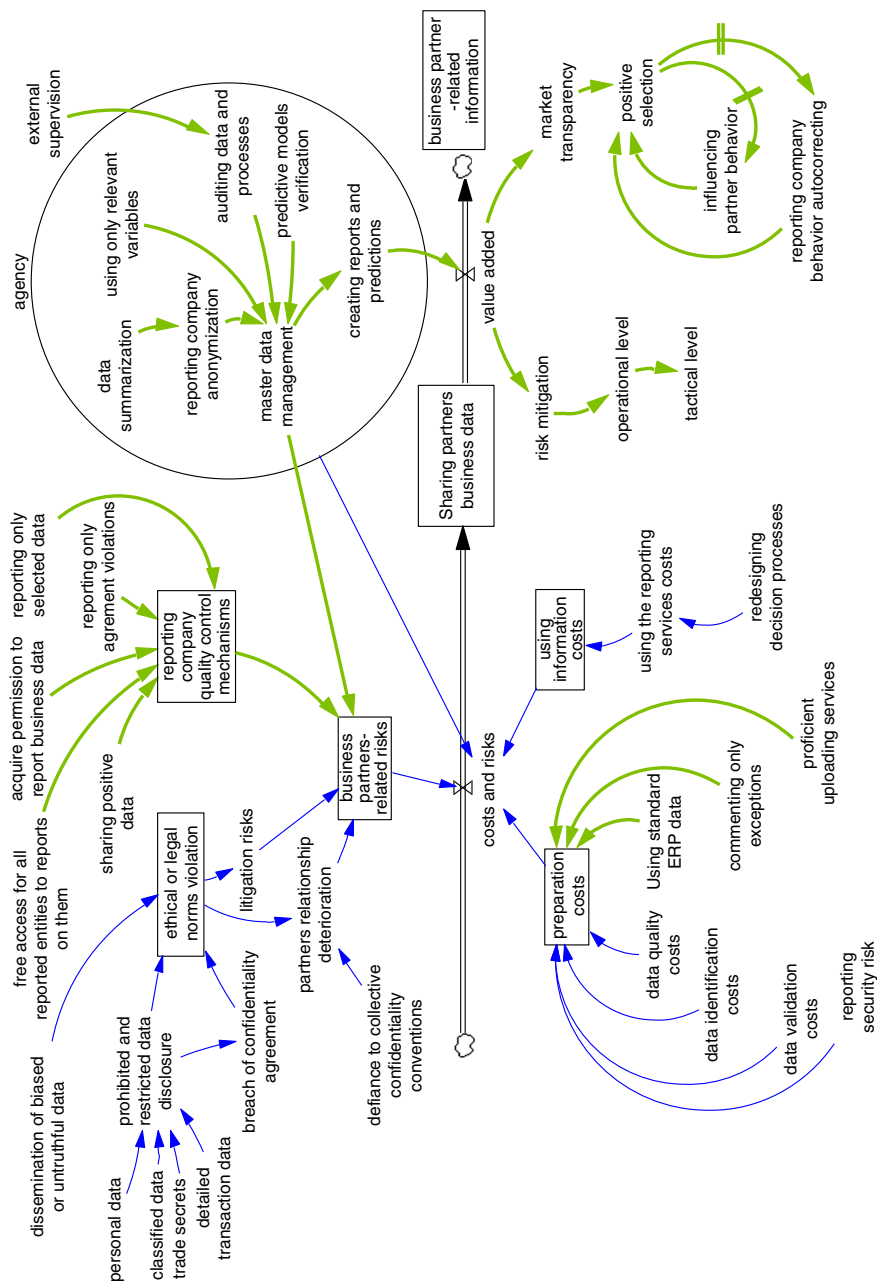 personal data
classified data
trade secrets
detailed
transaction data
prohibited and
restricted data
disclosure
dissemination of biased
or untruthful data
breach of confidentiality
agreement
ethical or legal
norms violation
litigation risks
partners relationship
deterioration
defiance to collective
confidentiality
conventions
free access for all
reported entities to reports
on them
sharing positive
data
acquire permission to
report business data
reporting only
agrement violations
reporting only
selected data
reporting
company
quality control
mechanisms
business
partners-
related risks
agency
external
supervision
data
summarization
reporting company
anonymization
using only relevant
variables
auditing data and
processes
predictive models
verification
master data
management
creating reports and
predictions
costs and risks
Sharing partners
business data
value added
business partner
-related
information
preparation
costs
data quality
costs
data identification
costs
data validation
costs
reporting
security risk
Using standard
ERP data
commenting only
exceptions
proficient
uploading services
using
information
costs
using the reporting
services costs
redesigning
decision processes
risk mitigation
operational level
tactical level
market
transparency
positive
selection
influencing
partner behavior
reporting company
behavior autocorrecting